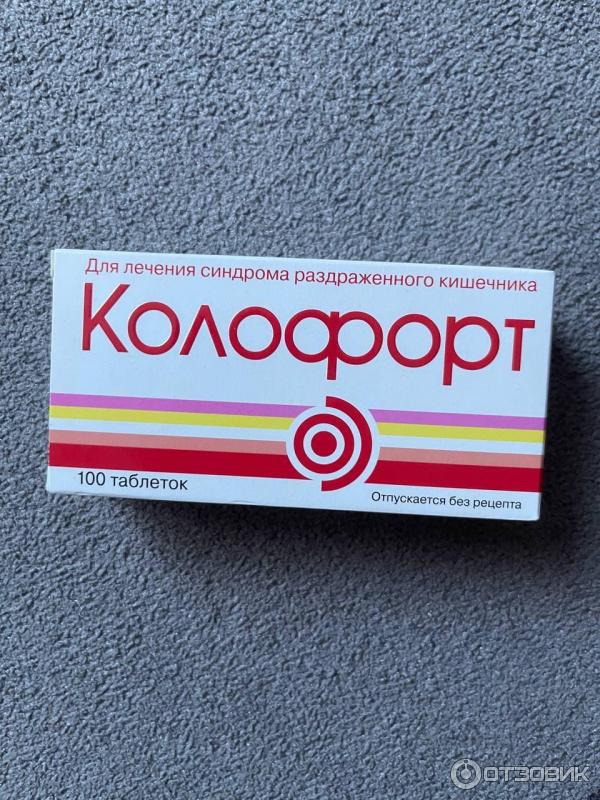 Для лечения синдрома раздраженного кишечника
Колофорт
100 таблеток
Отпускается без рецепта
ОТЗОВИК